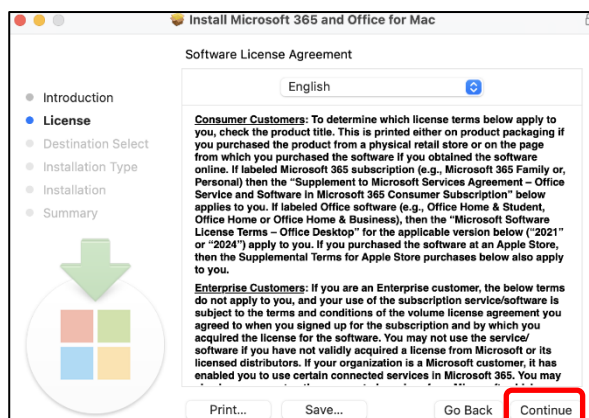 Install Microsoft 365 and Office for Mac
Software License Agreement
English
Introduction
License
Destination Select
Installation Type
Installation
Summary
Consumer Customers: To determine which license terms below apply to
you, check the product title. This is printed either on product packaging if
you purchased the product from a physical retail store or on the page
from which you purchased the software if you obtained the software
online. If labeled Microsoft 365 subscription (e.g., Microsoft 365 Family or,
Personal) then the “Supplement to Microsoft Services Agreement – Office
Service and Software in Microsoft 365 Consumer Subscription” below
applies to you. If labeled Office software (e.g., Office Home & Student,
Office Home or Office Home & Business), then the “Microsoft Software
License Terms – Office Desktop” for the applicable version below (“2021”
or “2024”) apply to you. If you purchased the software at an Apple Store,
then the Supplemental Terms for Apple Store purchases below also apply
to you.
Enterprise Customers: If you are an Enterprise customer, the below terms
do not apply to you, and your use of the subscription service/software is
subject to the terms and conditions of the volume license agreement you
agreed to when you signed up for the subscription and by which you
acquired the license for the software. You may not use the service/
software if you have not validly acquired a license from Microsoft or its
licensed distributors. If your organization is a Microsoft customer, it has
enabled you to use certain connected services in Microsoft 365. You may
Print...
Save...
Go Back
Continue